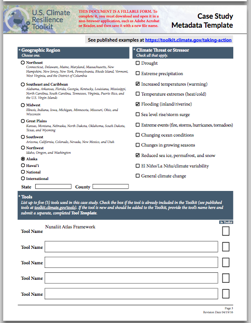 U.S. Climate
Resilience
Toolkit
THIS DOCUMENT IS A FILLABLE FORM. To
complete it, you must download and open it in a
non-browser application, such as Adobe Acrobat
or Reader, and then save it with a new file name.
Case Study
Metadata Template
See published examples at https://toolkit.climate.gov/taking-action
* Geographic Region
Choose one.
Northeast
Connecticut, Delaware, Maine, Maryland, Massachusetts, New
Hampshire, New Jersey, New York, Pennsylvania, Rhode Island, Vermont,
West Virginia, and the District of Columbia
Southeast and Caribbean
Alabama, Arkansas, Florida, Georgia, Kentucky, Louisiana, Mississippi,
North Carolina, South Carolina, Tennessee, Virginia, Puerto Rico, and
the U.S. Virgin Islands
Midwest
Illinois, Indiana, Iowa, Michigan, Minnesota, Missouri, Ohio, and
Wisconsin
Great Plains
Kansas, Montana, Nebraska, North Dakota, Oklahoma, South Dakota,
Texas, and Wyoming
Southwest
Arizona, California, Colorado, Nevada, New Mexico, and Utah
Northwest
Idaho, Oregon, and Washington
Alaska
Hawai'i
National
International
State
County
* Climate Threat or Stressor
Check all that apply.
Drought
Extreme precipitation
Increased temperatures (warming)
Temperature extremes (heat/cold)
Flooding (inland/riverine)
Sea level rise/storm surge
Extreme events (fire, storms, hurricanes, tornadoes)
Changing ocean conditions
Changes in growing seasons
Reduced sea ice, permafrost, and snow
El Niño/La Niña/climate variability
General climate change
* Tools
List up to five (5) tools used in this case study. Check the box if the tool is already included in the Toolkit (see published
tools at toolkit.climate.gov/tools). If the tool is new and should be added to the Toolkit, provide the tool's name here and
submit a separate, completed Tool Template.
In Toolkit?
Tool Name
Nunaliit Atlas Framework
Tool Name
Tool Name
Tool Name
Tool Name
Page 1